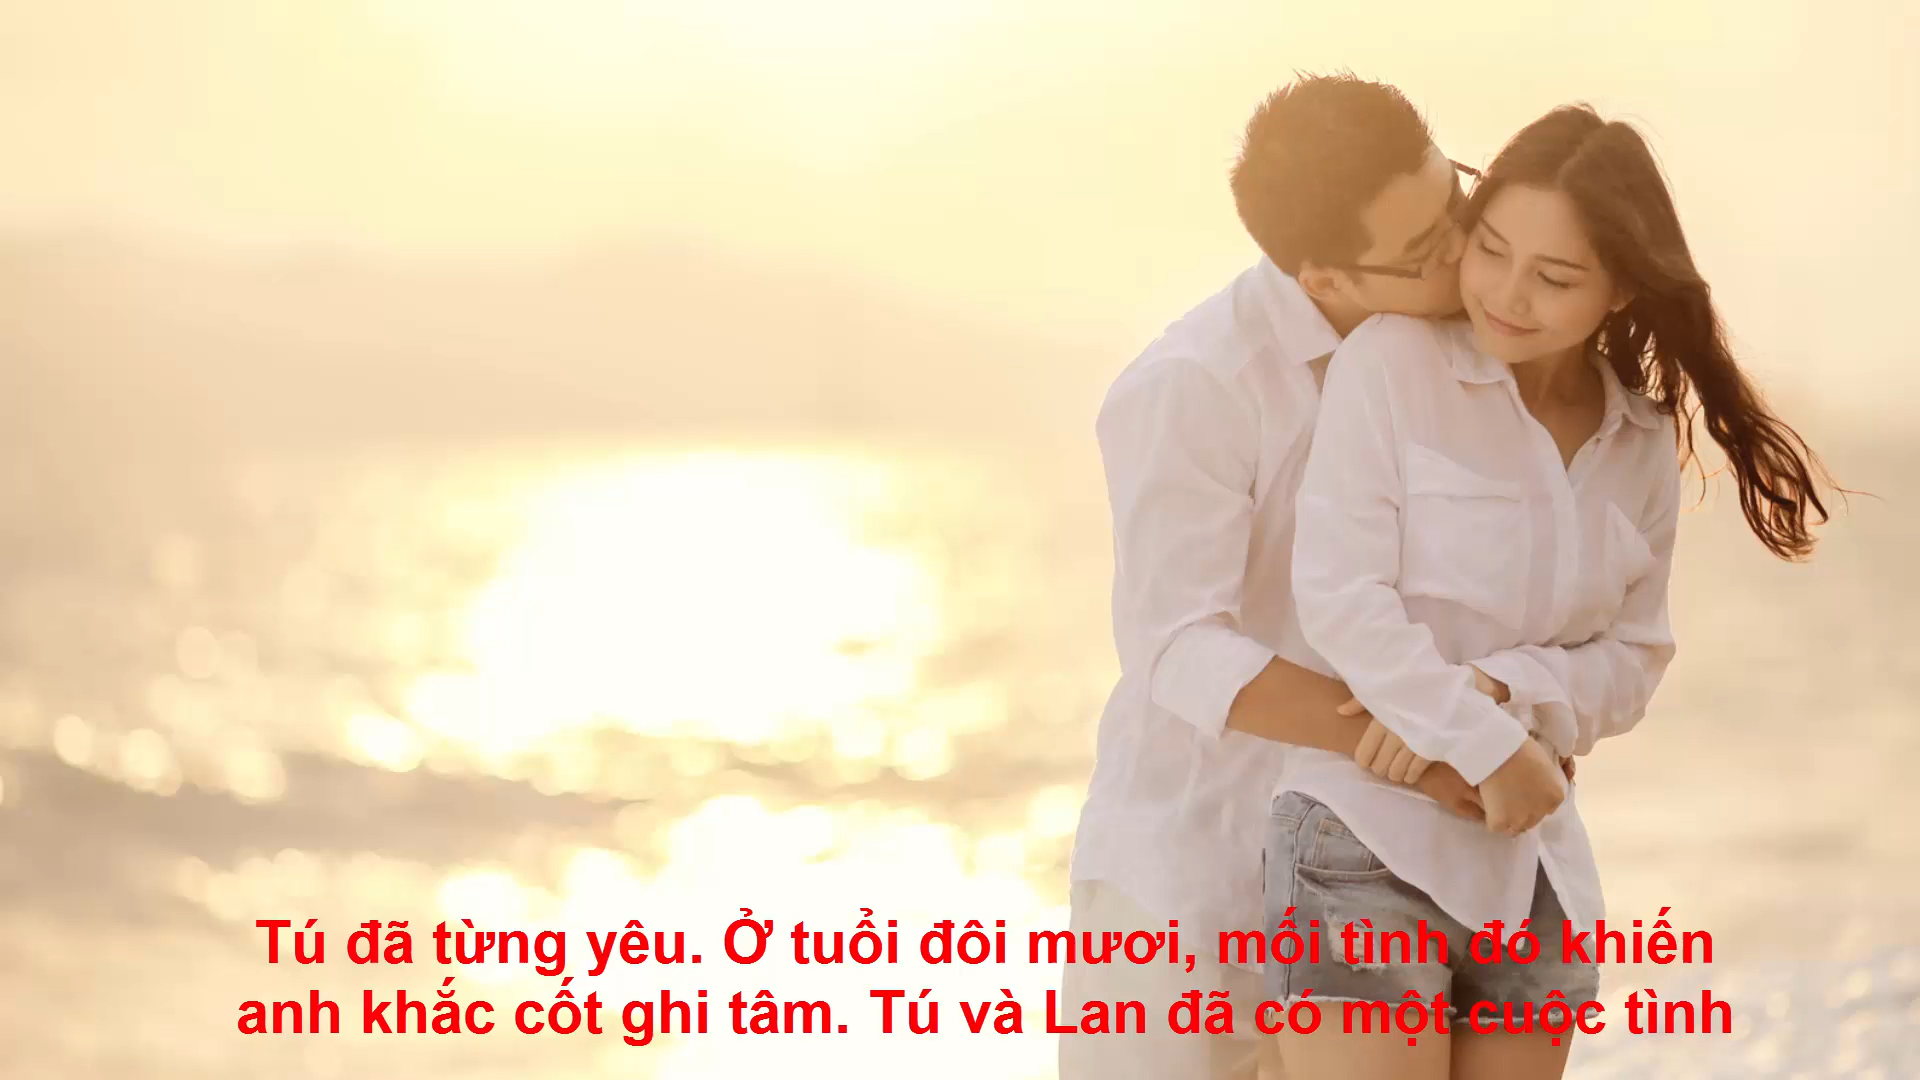 Tú đã từng yêu. Ở tuổi đôi mươi, mối tình đó khiến
anh khắc cốt ghi tâm. Tú và Lan đã có một cuộc tình